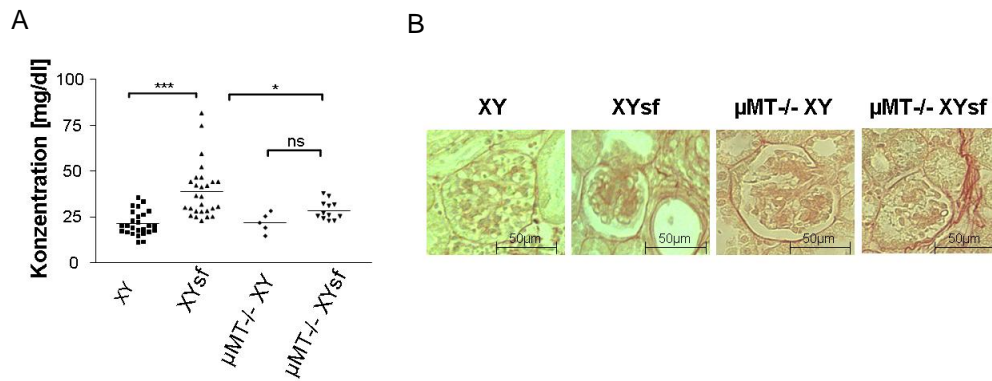 A
Konzentration [mg/dl]
100
75
50
25
0
***
*
ns
XY
XYsf
µMT-/- XY
µMT-/- XYsf
B
XY
XYsf
µMT-/- XY
µMT-/- XYsf
50µm
50µm
50µm
50µm